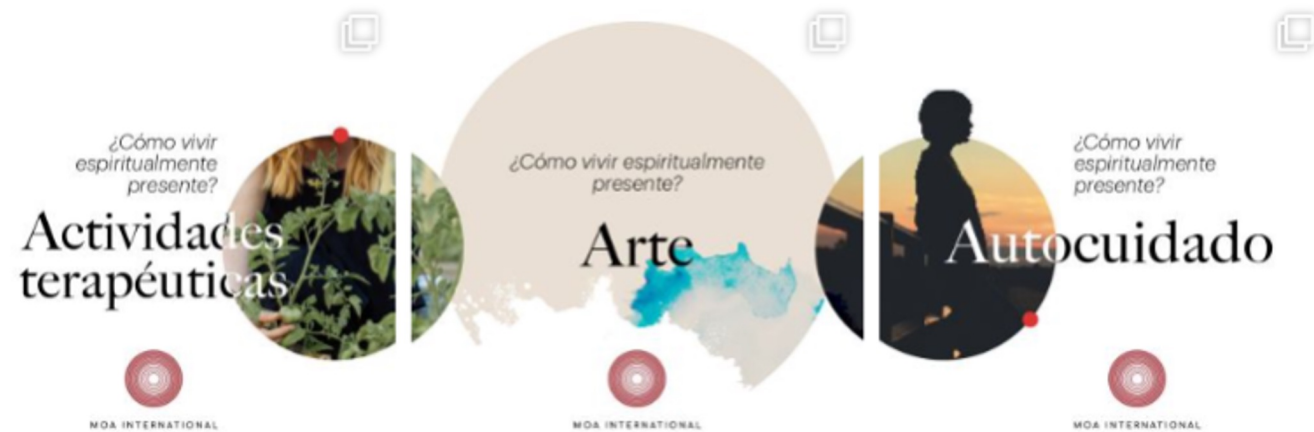 ¿Cómo vivir
espiritualmente
presente?
Actividades
terapéuticas
MOA INTERNATIONAL
¿Cómo vivir espiritualmente
presente?
Arte
MOA INTERNATIONAL
¿Cómo vivir
espiritualmente
presente?
Autocuidado
MOA INTERNATIONAL